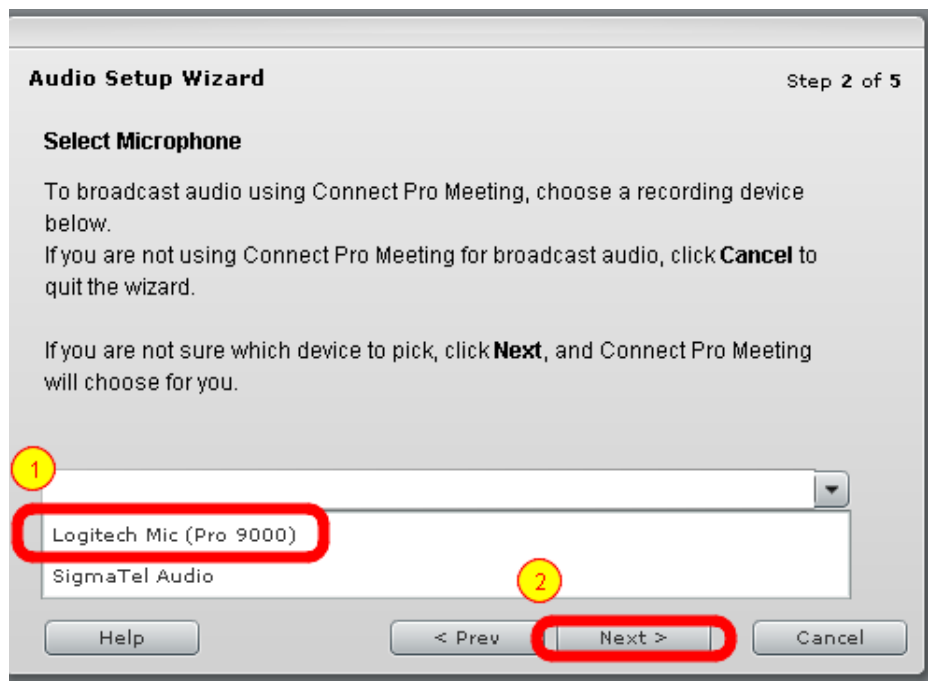 Audio Setup Wizard
Step 2 of 5
Select Microphone
To broadcast audio using Connect Pro Meeting, choose a recording device
below.
If you are not using Connect Pro Meeting for broadcast audio, click Cancel to
quit the wizard.
If you are not sure which device to pick, click Next, and Connect Pro Meeting
will choose for you.
1
Logitech Mic (Pro 9000)
SigmaTel Audio
2
Help
< Prev
Next >
Cancel